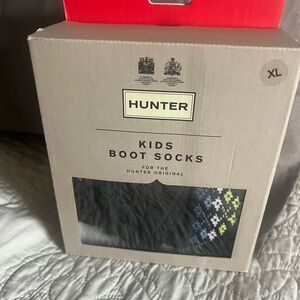 XL
HUNTER
KIDS
BOOT SOCKS
FOR THE
HUNTER ORIGINAL